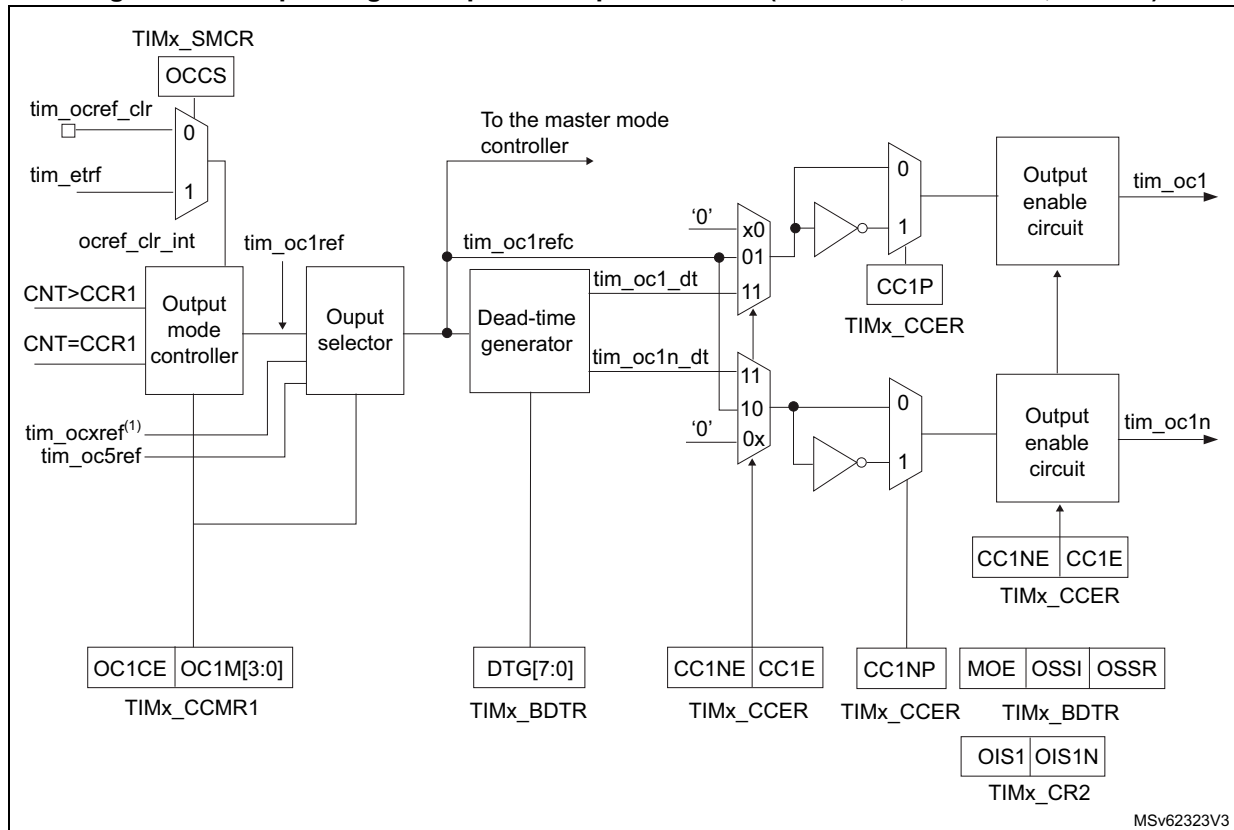 TIMx_SMCR
OCCS
tim_ocref_clr
0
tim_etrf
1
ocref_clr_int
To the master mode
controller
tim_oc1ref
tim_oc1refc
CNT>CCR1
CNT=CCR1
Output
mode
controller
Ouput
selector
Dead-time
generator
tim_oc1_dt
tim_oc1n_dt
tim_ocxref(1)
tim_oc5ref
‘0’
x0
01
11
11
10
‘0’
0x
0
1
CC1P
TIMx_CCER
0
1
Output
enable
circuit
tim_oc1
Output
enable
circuit
tim_oc1n
CC1NE CC1E
TIMx_CCER
OC1CE OC1M[3:0]
TIMx_CCMR1
DTG[7:0]
TIMx_BDTR
CC1NE CC1E
TIMx_CCER
CC1NP
TIMx_CCER
MOE OSSI OSSR
TIMx_BDTR
OIS1 OIS1N
TIMx_CR2
MSv62323V3